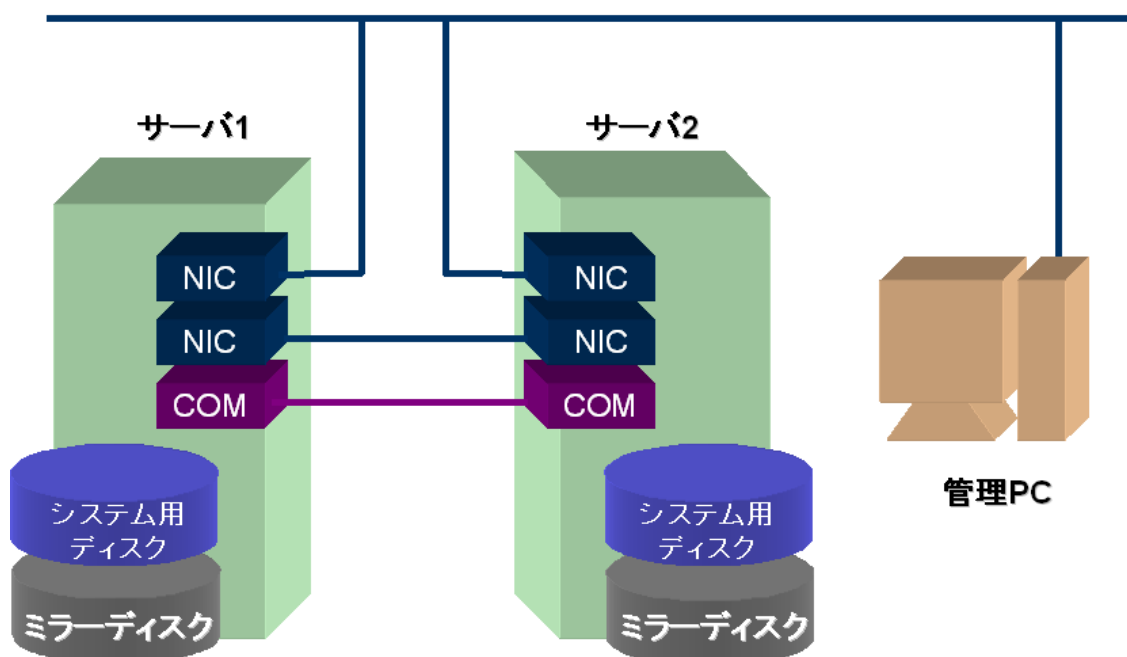 サーバ1
サーバ2
NIC
NIC
NIC
NIC
COM
COM
管理PC
システム用
ディスク
システム用
ディスク
ミラーディスク
ミラーディスク